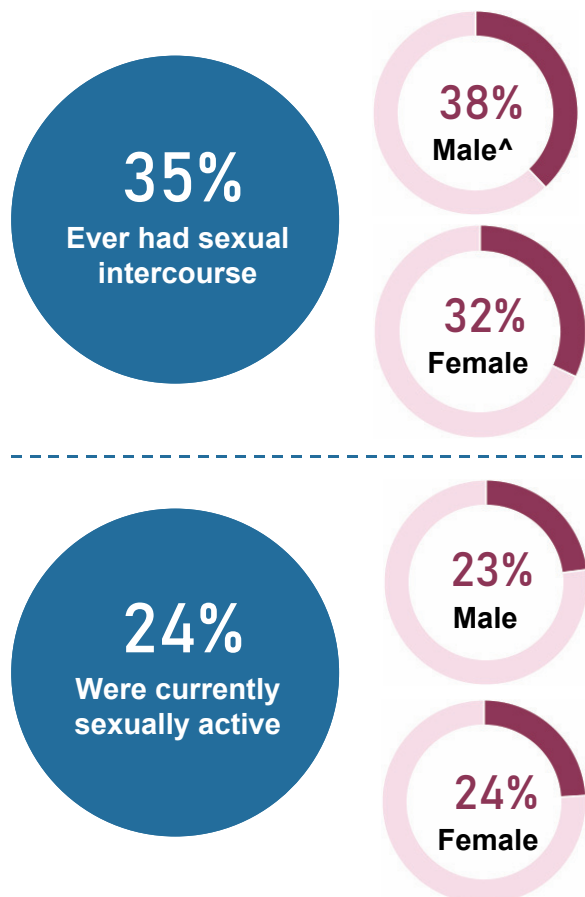 35%
Ever had sexual
intercourse
38%
Male^
32%
Female
24%
Were currently
sexually active
23%
Male
24%
Female